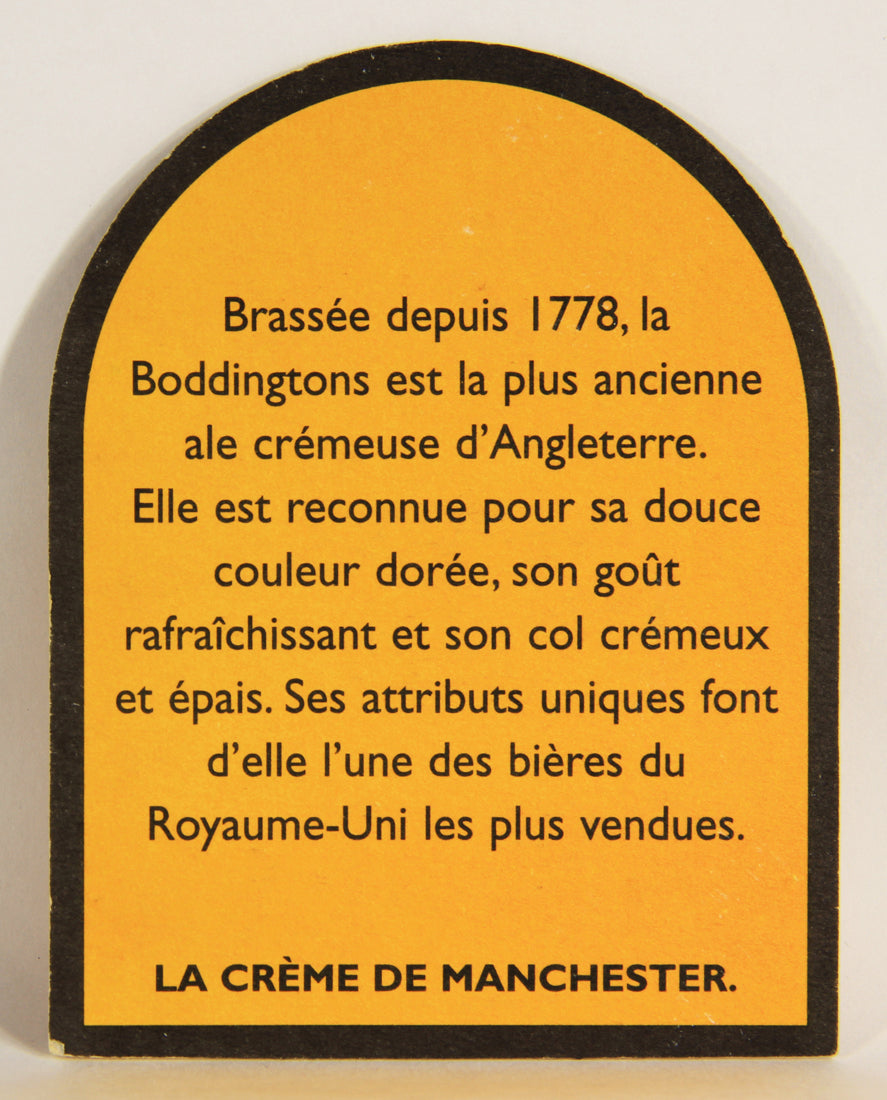 Brassée depuis 1778, la
Boddingtons est la plus ancienne
ale crémeuse d'Angleterre.
Elle est reconnue pour sa douce
couleur dorée, son goût
rafraîchissant et son col crémeux
et épais. Ses attributs uniques font
d'elle l'une des bières du
Royaume-Uni les plus vendues.
LA CRÈME DE MANCHESTER.